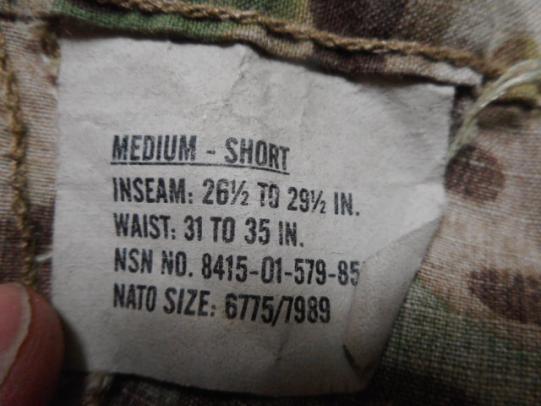 MEDIUM - SHORT
INSEAM: 26½ TO 29½ IN.
WAIST: 31 TO 35 IN.
NSN NO. 8415-01-579-85
NATO SIZE: 6775/7989